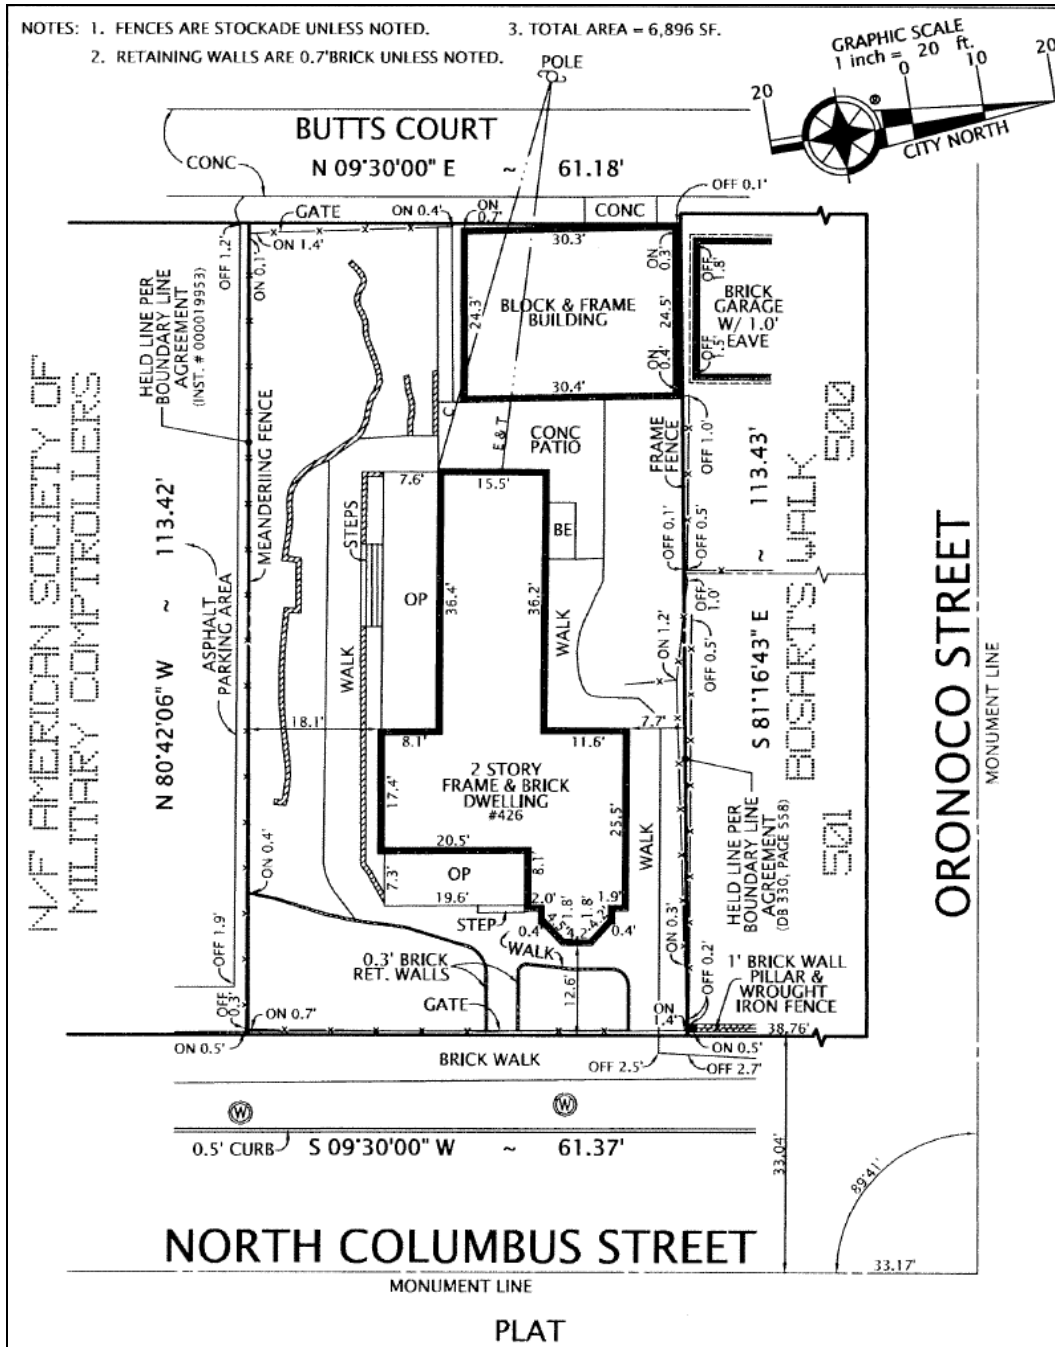 NOTES: 1. FENCES ARE STOCKADE UNLESS NOTED.
3. TOTAL AREA = 6,896 SF.
2. RETAINING WALLS ARE 0.7'BRICK UNLESS NOTED.
POLE
GRAPHIC SCALE
1 inch = 20 ft.
20
0
10
20
®
CITY NORTH
BUTTS COURT
CONC
N 09°30'00" E ~ 61.18'
OFF 0.1'
GATE
ON 0.4'
ON 0.7'
CONC
OFF 1.2'
ON 0.1'
ON 1.4'
30.3'
ON 0.3'
OFF 1.8'
BLOCK & FRAME
BUILDING
24.3'
24.5'
BRICK
GARAGE
W/ 1.0'
EAVE
ON 0.4'
OFF 1.5'
30.4'
HELD LINE PER
BOUNDARY LINE
AGREEMENT
(INST. # 000019953)
N/F AMERICAN SOCIETY OF
MILITARY COMPTROLLERS
MEANDERIING FENCE
C
E & T
CONC
PATIO
FRAME
FENCE
OFF 1.0'
500
7.6'
15.5'
STEPS
BE
OFF 0.1'
OFF 0.5'
N 80°42'06" W ~ 113.42'
S 81°16'43" E ~ 113.43'
BOSHART'S WALK
ASPHALT
PARKING AREA
OP
36.4'
36.2'
WALK
WALK
OFF 1.0'
ON 1.2'
OFF 0.5'
ORONOCO STREET
MONUMENT LINE
18.1'
8.1'
11.6'
7.7'
2 STORY
FRAME & BRICK
DWELLING
#426
17.4'
25.5'
WALK
501
20.5'
ON 0.4'
7.3'
OP
8.1'
19.6'
2.0'
1.8'
1.8'
1.9'
HELD LINE PER
BOUNDARY LINE
AGREEMENT
(DB 330, PAGE 558)
STEP
0.4'
4.5'
4.2'
4.2'
0.4'
ON 0.3'
OFF 1.9'
WALK
0.3' BRICK
RET. WALLS
12.6'
OFF 0.2'
1' BRICK WALL
PILLAR &
WROUGHT
IRON FENCE
OFF 0.3'
ON 0.7'
GATE
ON 1.4'
38.76'
ON 0.5'
BRICK WALK
ON 0.5'
OFF 2.5'
OFF 2.7'
W
W
0.5' CURB
S 09°30'00" W ~ 61.37'
33.04'
89°41'
NORTH COLUMBUS STREET
33.17'
MONUMENT LINE
PLAT